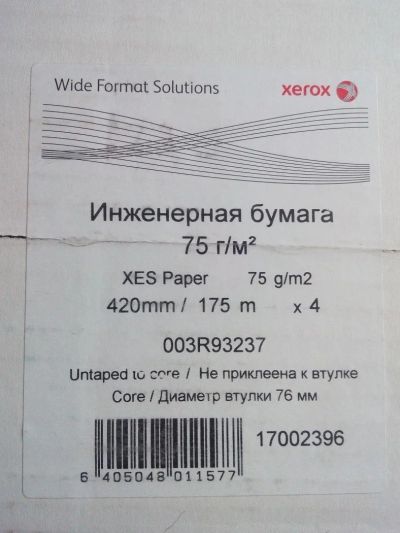 Wide Format Solutions
xerox
Инженерная бумага
75 г/м²
XES Paper 75 g/m2
420mm / 175 m x 4
003R93237
Untaped to core / Не приклеена к втулке
Core / Диаметр втулки 76 мм
17002396
6 405048 011577